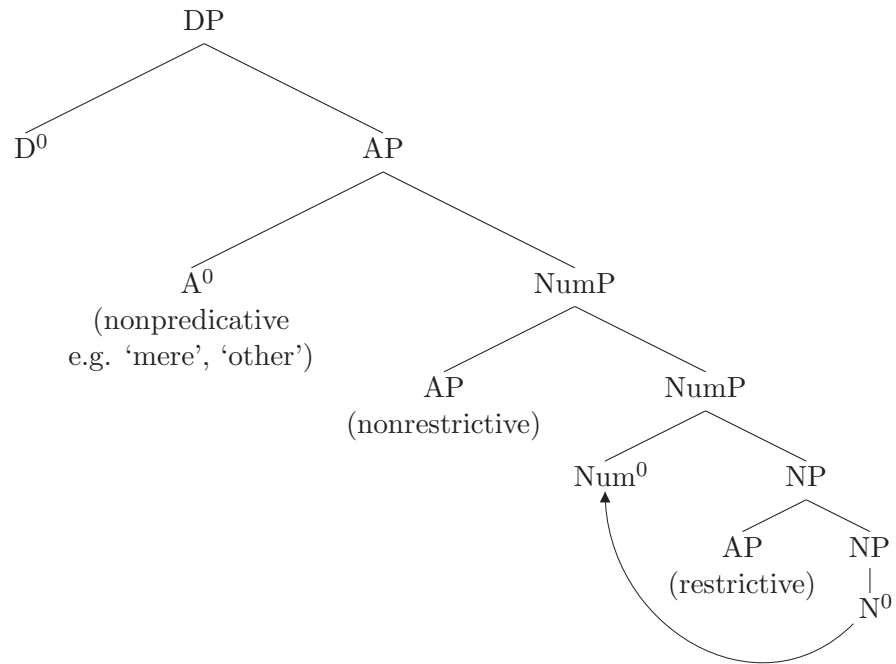 DP
D⁰
AP
A⁰
(nonpredicative
e.g. ‘mere’, ‘other’)
NumP
AP
(nonrestrictive)
NumP
Num⁰
NP
AP
(restrictive)
NP
N⁰